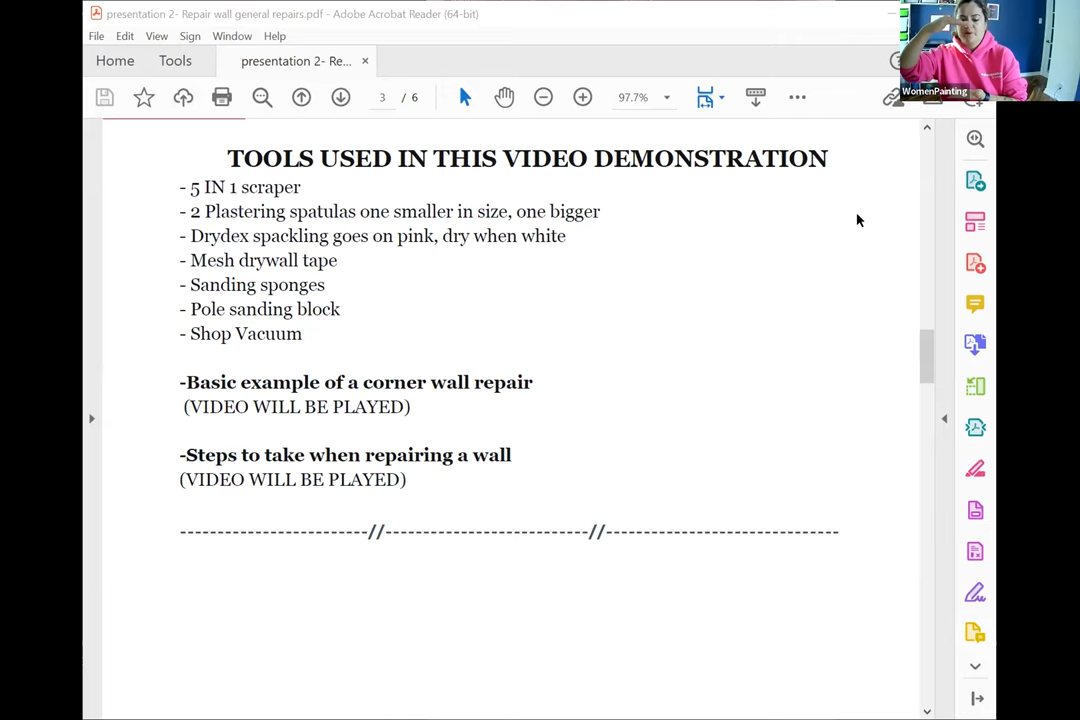 presentation 2- Repair wall general repairs.pdf - Adobe Acrobat Reader (64-bit)
File Edit View Sign Window Help
Home Tools presentation 2- Re... ×
3 / 6 97.7%
WomenPainting
TOOLS USED IN THIS VIDEO DEMONSTRATION
- 5 IN 1 scraper
- 2 Plastering spatulas one smaller in size, one bigger
- Drydex spackling goes on pink, dry when white
- Mesh drywall tape
- Sanding sponges
- Pole sanding block
- Shop Vacuum
-Basic example of a corner wall repair
(VIDEO WILL BE PLAYED)
-Steps to take when repairing a wall
(VIDEO WILL BE PLAYED)
-------------------------//---------------------------//-------------------------------